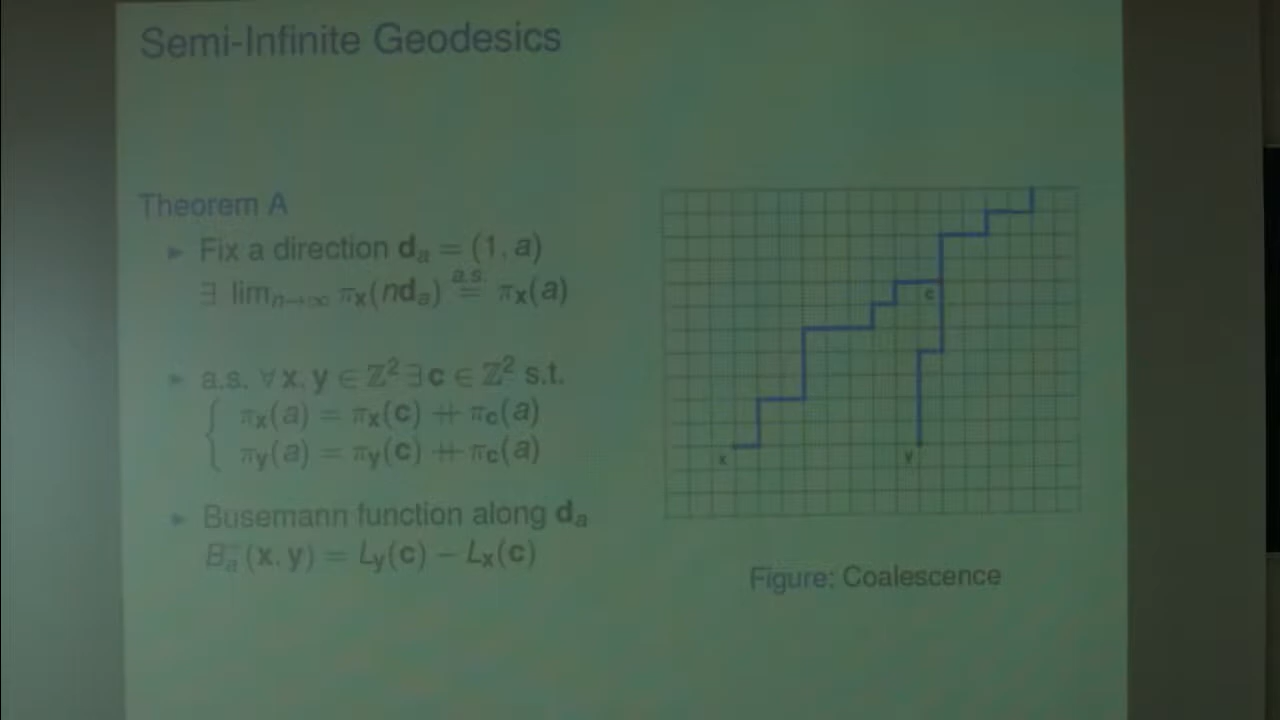 Semi-Infinite Geodesics
Theorem A
► Fix a direction d_a = (1, a)
∃ lim_{n→∞} π_x(nd_a) a.s. = π_x(a)
► a.s. ∀ x, y ∈ ℤ² ∃ c ∈ ℤ² s.t.
{ π_x(a) = π_x(c) ⧺ π_c(a)
π_y(a) = π_y(c) ⧺ π_c(a)
► Busemann function along d_a
B_a(x, y) = L_y(c) − L_x(c)
c
x
y
Figure: Coalescence